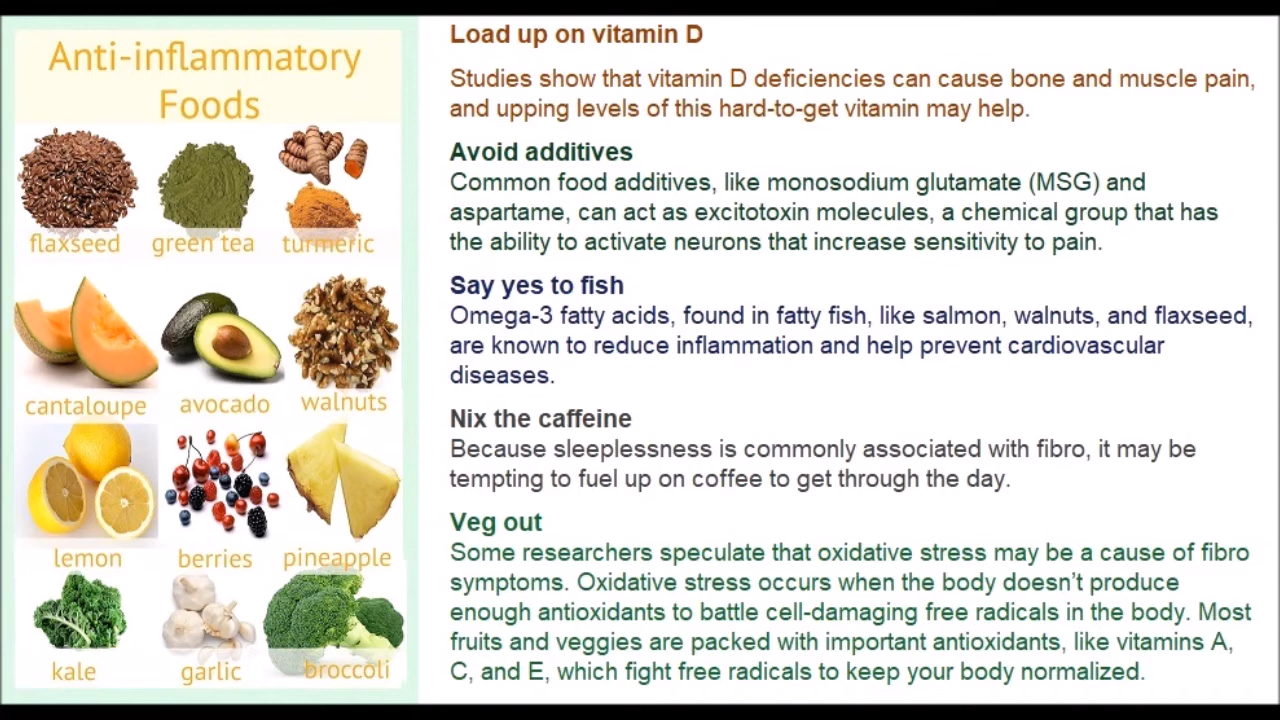 Anti-inflammatory
Foods
flaxseed green tea turmeric
cantaloupe avocado walnuts
lemon berries pineapple
kale garlic broccoli
Load up on vitamin D
Studies show that vitamin D deficiencies can cause bone and muscle pain,
and upping levels of this hard-to-get vitamin may help.
Avoid additives
Common food additives, like monosodium glutamate (MSG) and
aspartame, can act as excitotoxin molecules, a chemical group that has
the ability to activate neurons that increase sensitivity to pain.
Say yes to fish
Omega-3 fatty acids, found in fatty fish, like salmon, walnuts, and flaxseed,
are known to reduce inflammation and help prevent cardiovascular
diseases.
Nix the caffeine
Because sleeplessness is commonly associated with fibro, it may be
tempting to fuel up on coffee to get through the day.
Veg out
Some researchers speculate that oxidative stress may be a cause of fibro
symptoms. Oxidative stress occurs when the body doesn’t produce
enough antioxidants to battle cell-damaging free radicals in the body. Most
fruits and veggies are packed with important antioxidants, like vitamins A,
C, and E, which fight free radicals to keep your body normalized.